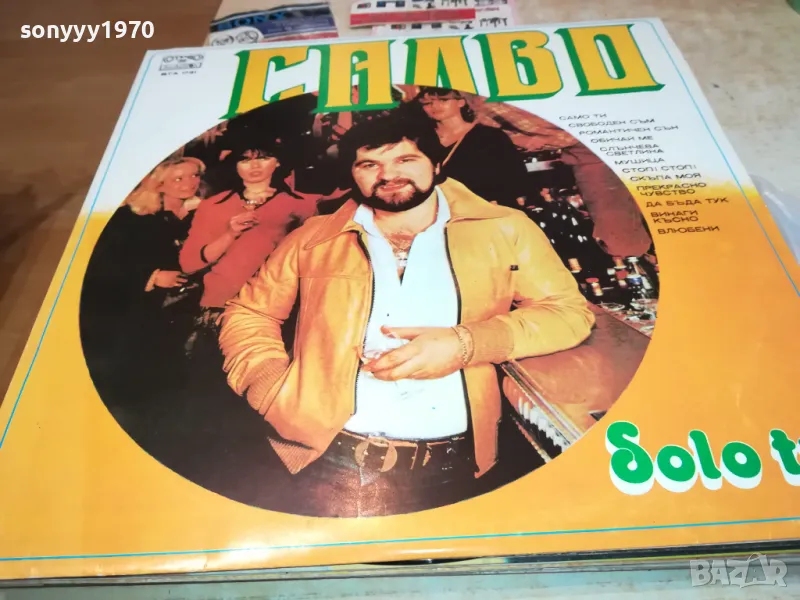 sonyyy1970
САЛВО
САМО ТИ
СВОБОДЕН СЪМ
РОМАНТИЧЕН СЪН
ОБИЧАЙ МЕ
СЛЪНЧЕВА
СВЕТЛИНА
МУШИЦА
СТОП! СТОП!
СКЪПА МОЯ
ПРЕКРАСНО
ЧУВСТВО
ДА БЪДА ТУК
ВИНАГИ
КЪСНО
ВЛЮБЕНИ
Solo t
BAZAR